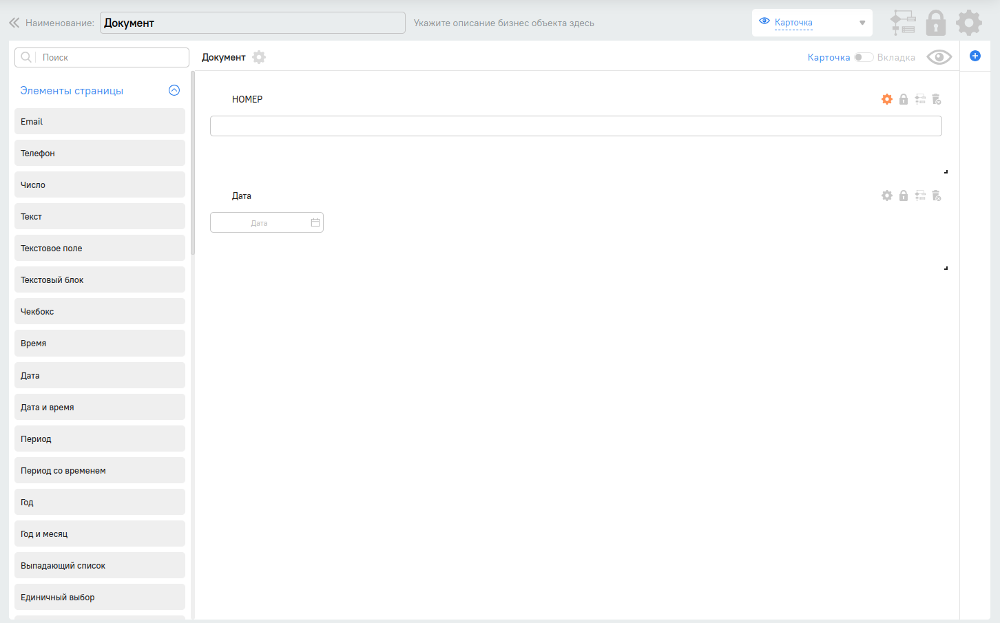 Наименование: Документ Укажите описание бизнес объекта здесь Карточка
Поиск Документ Карточка Вкладка
Элементы страницы
Email
Телефон
Число
Текст
Текстовое поле
Текстовый блок
Чекбокс
Время
Дата
Дата и время
Период
Период со временем
Год
Год и месяц
Выпадающий список
Единичный выбор
НОМЕР
Дата
Дата